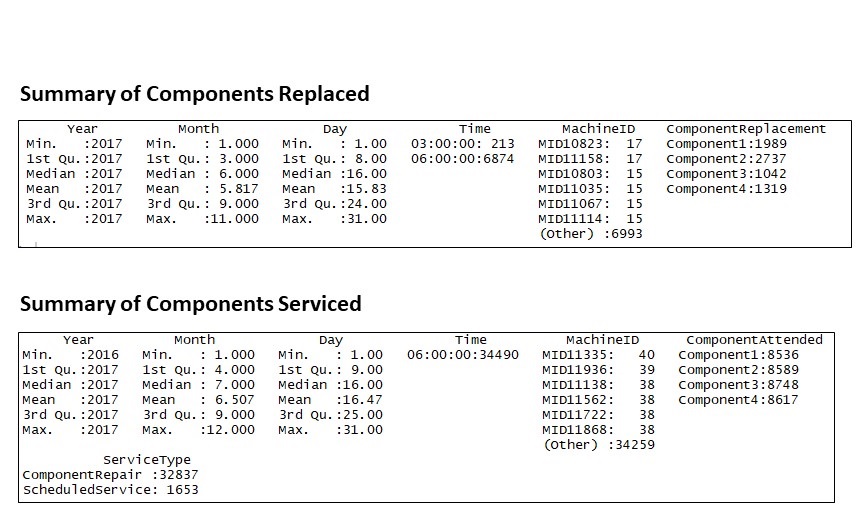 Summary of Components Replaced
Year Month Day Time MachineID ComponentReplacement
Min. :2017 Min. : 1.000 Min. : 1.00 03:00:00: 213 MID10823: 17 Component1:1989
1st Qu.:2017 1st Qu.: 3.000 1st Qu.: 8.00 06:00:00:6874 MID11158: 17 Component2:2737
Median :2017 Median : 6.000 Median :16.00 MID10803: 15 Component3:1042
Mean :2017 Mean : 5.817 Mean :15.83 MID11035: 15 Component4:1319
3rd Qu.:2017 3rd Qu.: 9.000 3rd Qu.:24.00 MID11067: 15
Max. :2017 Max. :11.000 Max. :31.00 MID11114: 15
(Other) :6993
Summary of Components Serviced
Year Month Day Time MachineID ComponentAttended
Min. :2016 Min. : 1.000 Min. : 1.00 06:00:00:34490 MID11335: 40 Component1:8536
1st Qu.:2017 1st Qu.: 4.000 1st Qu.: 9.00 MID11936: 39 Component2:8589
Median :2017 Median : 7.000 Median :16.00 MID11138: 38 Component3:8748
Mean :2017 Mean : 6.507 Mean :16.47 MID11562: 38 Component4:8617
3rd Qu.:2017 3rd Qu.: 9.000 3rd Qu.:25.00 MID11722: 38
Max. :2017 Max. :12.000 Max. :31.00 MID11868: 38
(Other) :34259
ServiceType
ComponentRepair :32837
ScheduledService: 1653